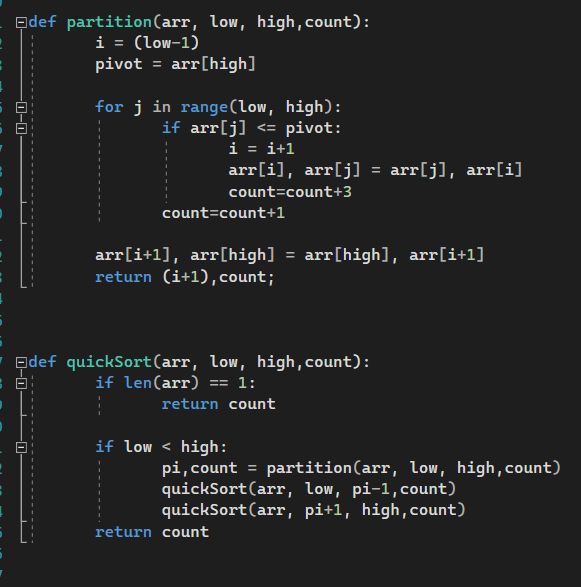 def partition(arr, low, high,count):
i = (low-1)
pivot = arr[high]
for j in range(low, high):
if arr[j] <= pivot:
i = i+1
arr[i], arr[j] = arr[j], arr[i]
count=count+3
count=count+1
arr[i+1], arr[high] = arr[high], arr[i+1]
return (i+1),count;
def quickSort(arr, low, high,count):
if len(arr) == 1:
return count
if low < high:
pi,count = partition(arr, low, high,count)
quickSort(arr, low, pi-1,count)
quickSort(arr, pi+1, high,count)
return count